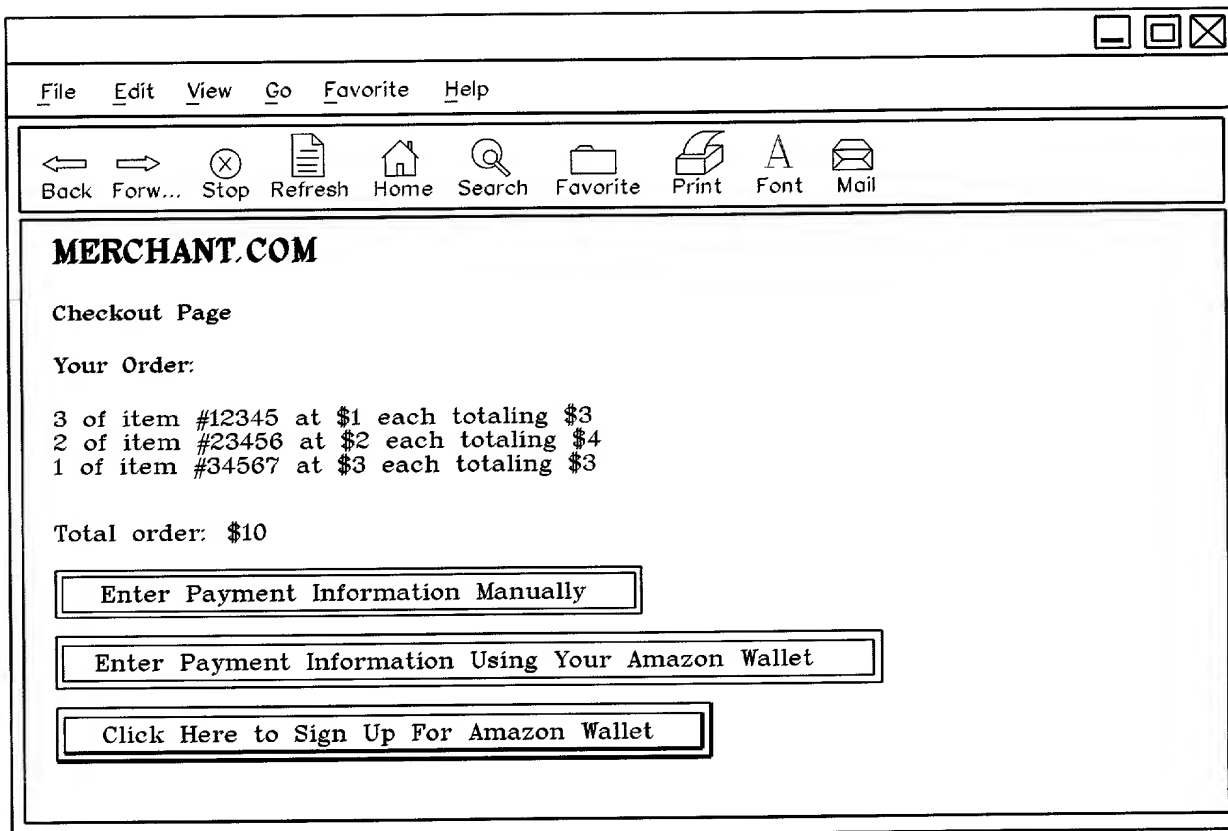 File Edit View Go Favorite Help
Back Forw... Stop Refresh Home Search Favorite Print Font Mail
MERCHANT.COM
Checkout Page
Your Order:
3 of item #12345 at $1 each totaling $3
2 of item #23456 at $2 each totaling $4
1 of item #34567 at $3 each totaling $3
Total order: $10
Enter Payment Information Manually
Enter Payment Information Using Your Amazon Wallet
Click Here to Sign Up For Amazon Wallet